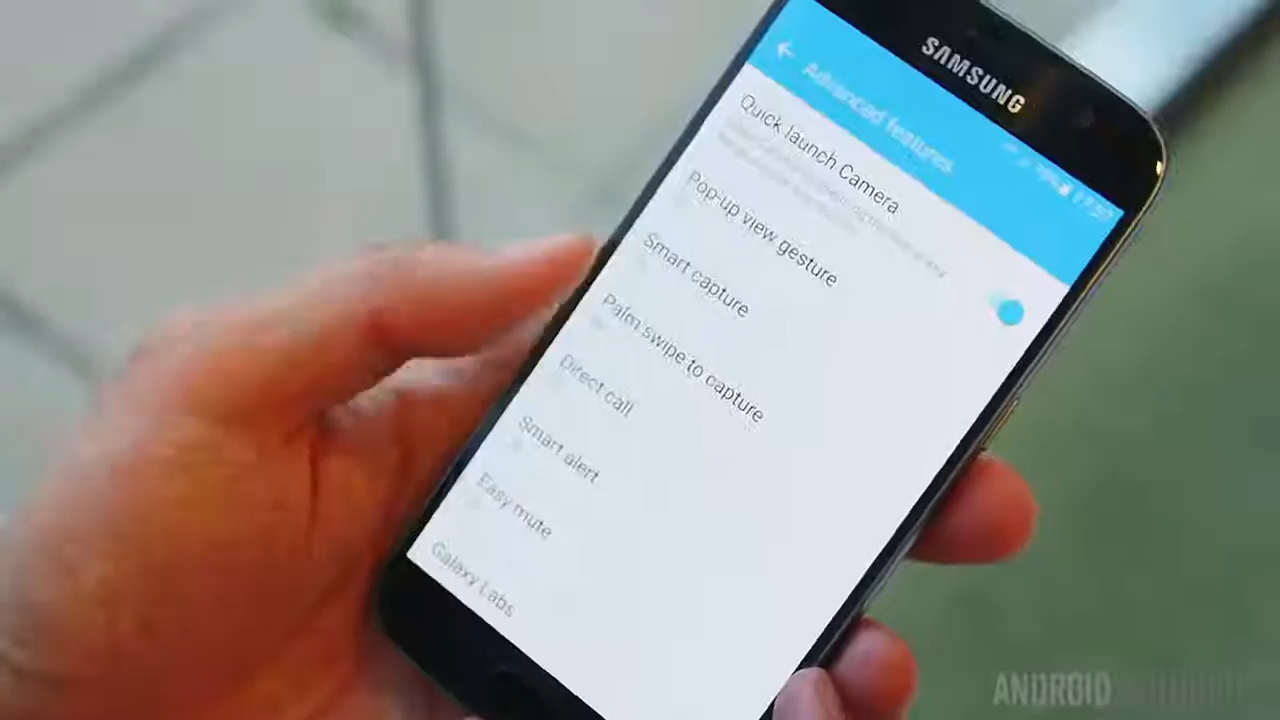 SAMSUNG
Advanced features
Quick launch Camera
Pop-up view gesture
Smart capture
Palm swipe to capture
Direct call
Smart alert
Easy mute
Galaxy Labs
ANDROID